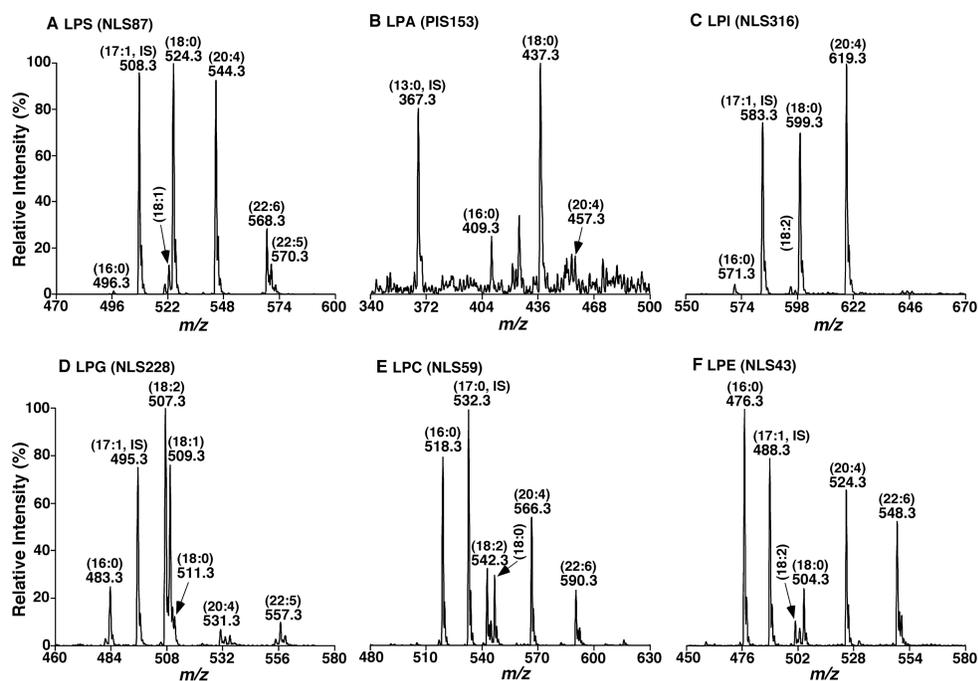 A LPS (NLS87)
(17:1, IS)
508.3
(18:0)
524.3
(20:4)
544.3
(18:1)
(22:6)
568.3
(22:5)
570.3
(16:0)
496.3
Relative Intensity (%)
100
80
60
40
20
0
470 496 522 548 574 600
m/z
B LPA (PIS153)
(18:0)
437.3
(13:0, IS)
367.3
(16:0)
409.3
(20:4)
457.3
340 372 404 436 468 500
m/z
C LPI (NLS316)
(20:4)
619.3
(17:1, IS)
583.3
(18:0)
599.3
(18:2)
(16:0)
571.3
550 574 598 622 646 670
m/z
D LPG (NLS228)
(18:2)
507.3
(17:1, IS)
495.3
(18:1)
509.3
(16:0)
483.3
(18:0)
511.3
(20:4)
531.3
(22:5)
557.3
Relative Intensity (%)
100
80
60
40
20
0
460 484 508 532 556 580
m/z
E LPC (NLS59)
(17:0, IS)
532.3
(16:0)
518.3
(20:4)
566.3
(18:2)
542.3
(18:0)
(22:6)
590.3
480 510 540 570 600 630
m/z
F LPE (NLS43)
(16:0)
476.3
(17:1, IS)
488.3
(20:4)
524.3
(22:6)
548.3
(18:2)
(18:0)
504.3
450 476 502 528 554 580
m/z